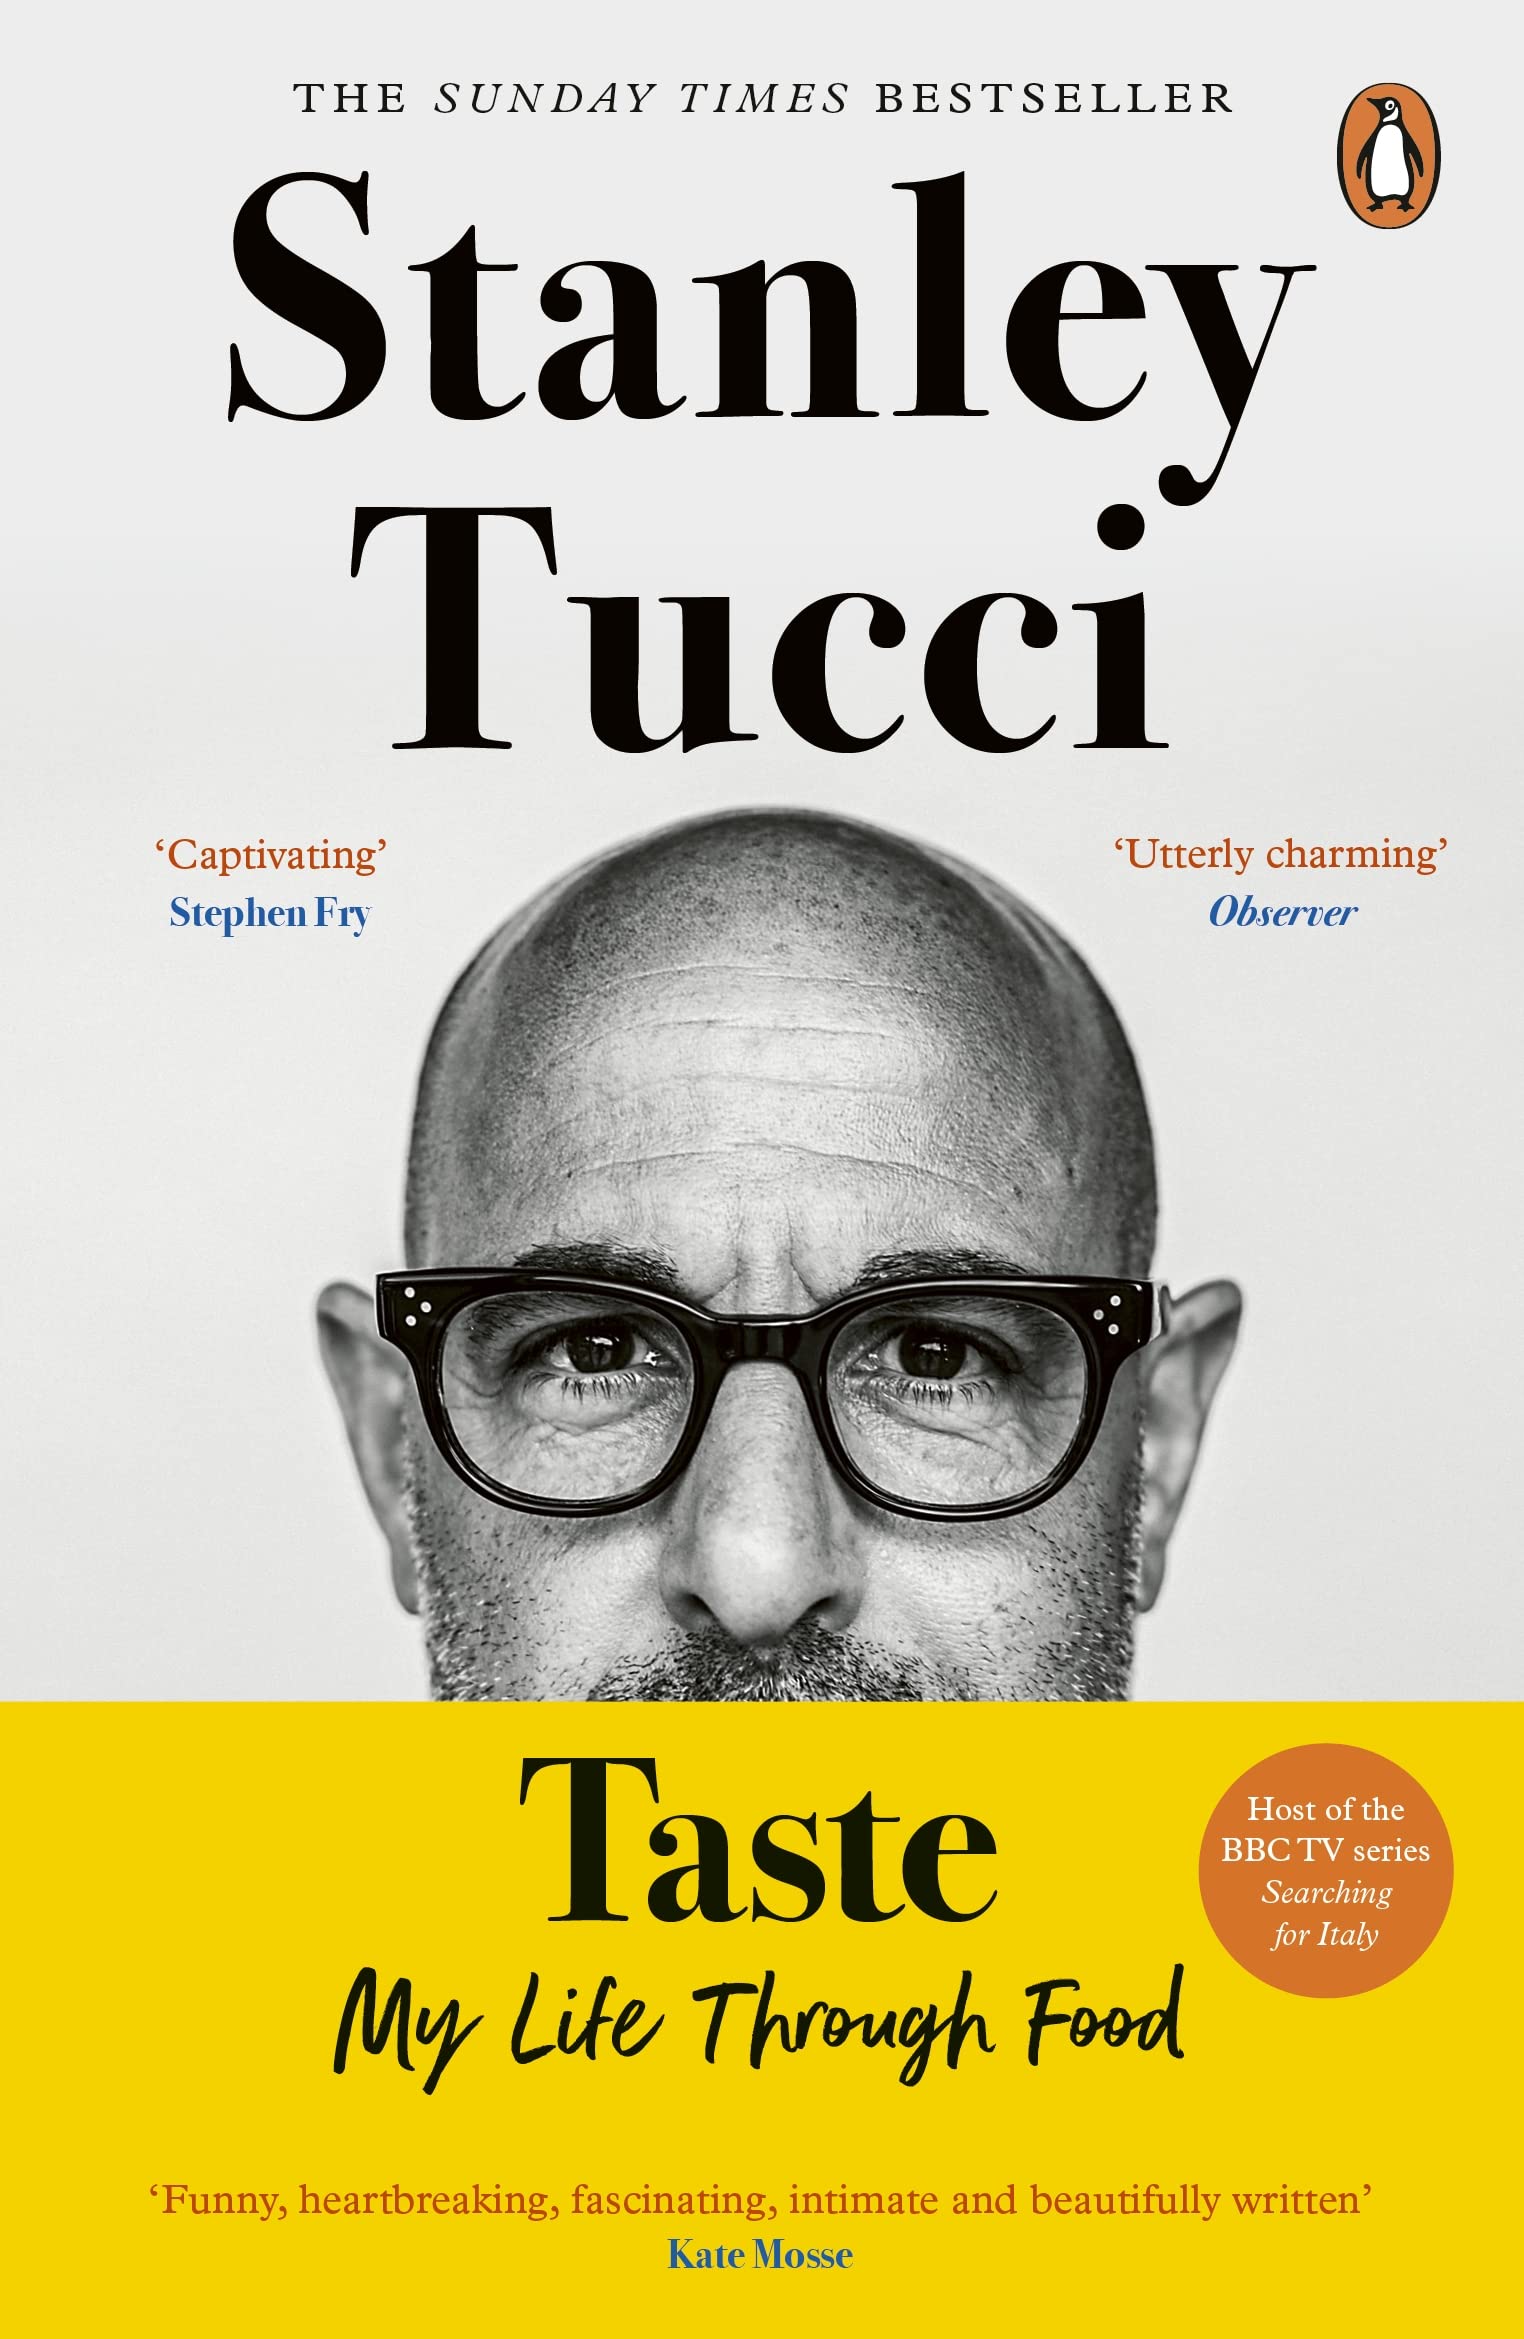 THE SUNDAY TIMES BESTSELLER
Stanley
Tucci
‘Captivating’
Stephen Fry
‘Utterly charming’
Observer
Taste
My Life Through Food
Host of the
BBC TV series
Searching
for Italy
‘Funny, heartbreaking, fascinating, intimate and beautifully written’
Kate Mosse